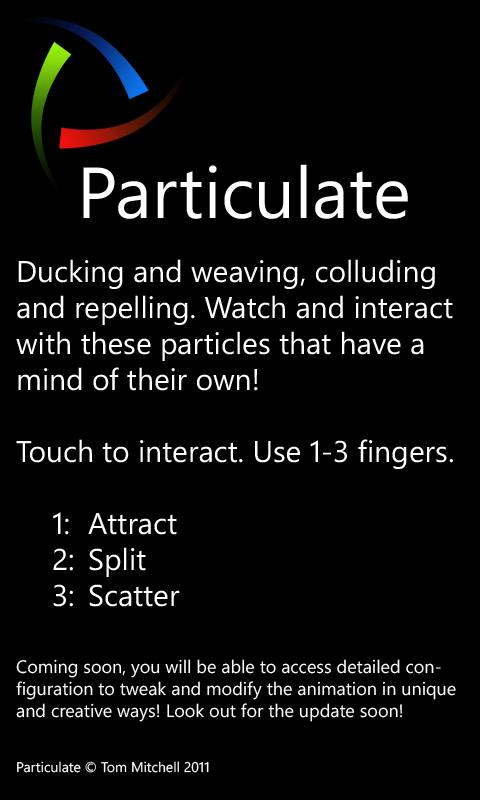 Particulate
Ducking and weaving, colluding
and repelling. Watch and interact
with these particles that have a
mind of their own!
Touch to interact. Use 1-3 fingers.
1: Attract
2: Split
3: Scatter
Coming soon, you will be able to access detailed con-
figuration to tweak and modify the animation in unique
and creative ways! Look out for the update soon!
Particulate © Tom Mitchell 2011